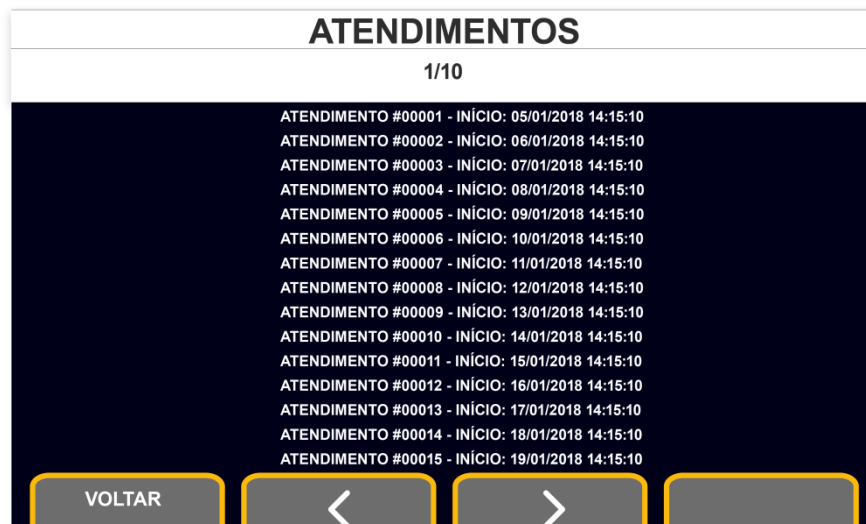 ATENDIMENTOS
1/10
ATENDIMENTO #00001 - INÍCIO: 05/01/2018 14:15:10
ATENDIMENTO #00002 - INÍCIO: 06/01/2018 14:15:10
ATENDIMENTO #00003 - INÍCIO: 07/01/2018 14:15:10
ATENDIMENTO #00004 - INÍCIO: 08/01/2018 14:15:10
ATENDIMENTO #00005 - INÍCIO: 09/01/2018 14:15:10
ATENDIMENTO #00006 - INÍCIO: 10/01/2018 14:15:10
ATENDIMENTO #00007 - INÍCIO: 11/01/2018 14:15:10
ATENDIMENTO #00008 - INÍCIO: 12/01/2018 14:15:10
ATENDIMENTO #00009 - INÍCIO: 13/01/2018 14:15:10
ATENDIMENTO #00010 - INÍCIO: 14/01/2018 14:15:10
ATENDIMENTO #00011 - INÍCIO: 15/01/2018 14:15:10
ATENDIMENTO #00012 - INÍCIO: 16/01/2018 14:15:10
ATENDIMENTO #00013 - INÍCIO: 17/01/2018 14:15:10
ATENDIMENTO #00014 - INÍCIO: 18/01/2018 14:15:10
ATENDIMENTO #00015 - INÍCIO: 19/01/2018 14:15:10
VOLTAR